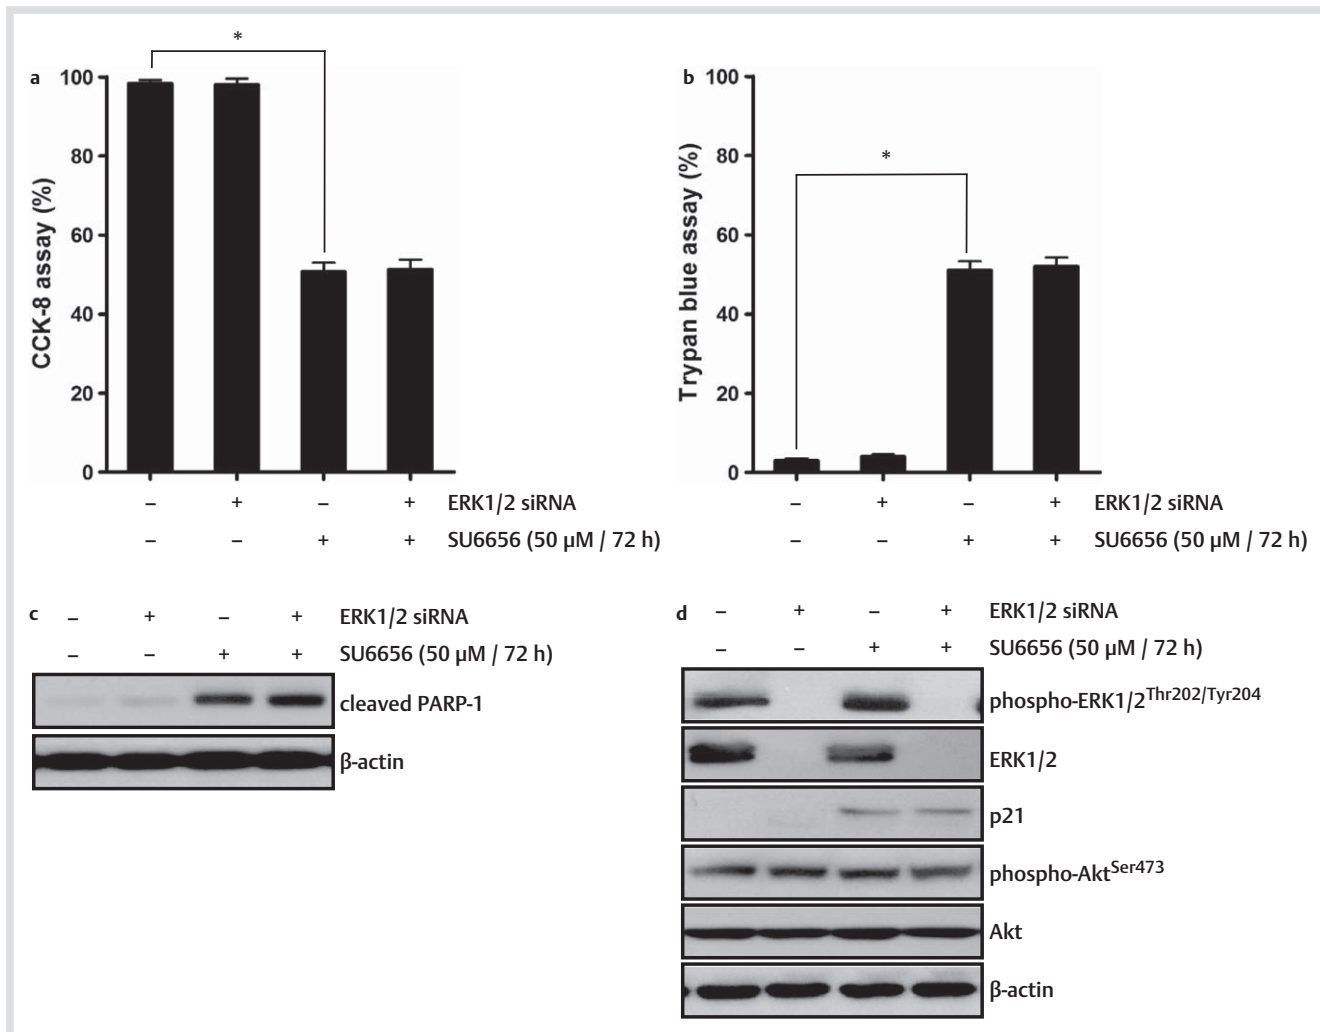 *
a
100
80
60
40
20
0
CCK-8 assay (%)
– + – + ERK1/2 siRNA
– – + + SU6656 (50 µM / 72 h)
*
b
100
80
60
40
20
0
Trypan blue assay (%)
– + – + ERK1/2 siRNA
– – + + SU6656 (50 µM / 72 h)
c
– + – + ERK1/2 siRNA
– – + + SU6656 (50 µM / 72 h)
cleaved PARP-1
β-actin
d
– + – + ERK1/2 siRNA
– – + + SU6656 (50 µM / 72 h)
phospho-ERK1/2Thr202/Tyr204
ERK1/2
p21
phospho-AktSer473
Akt
β-actin